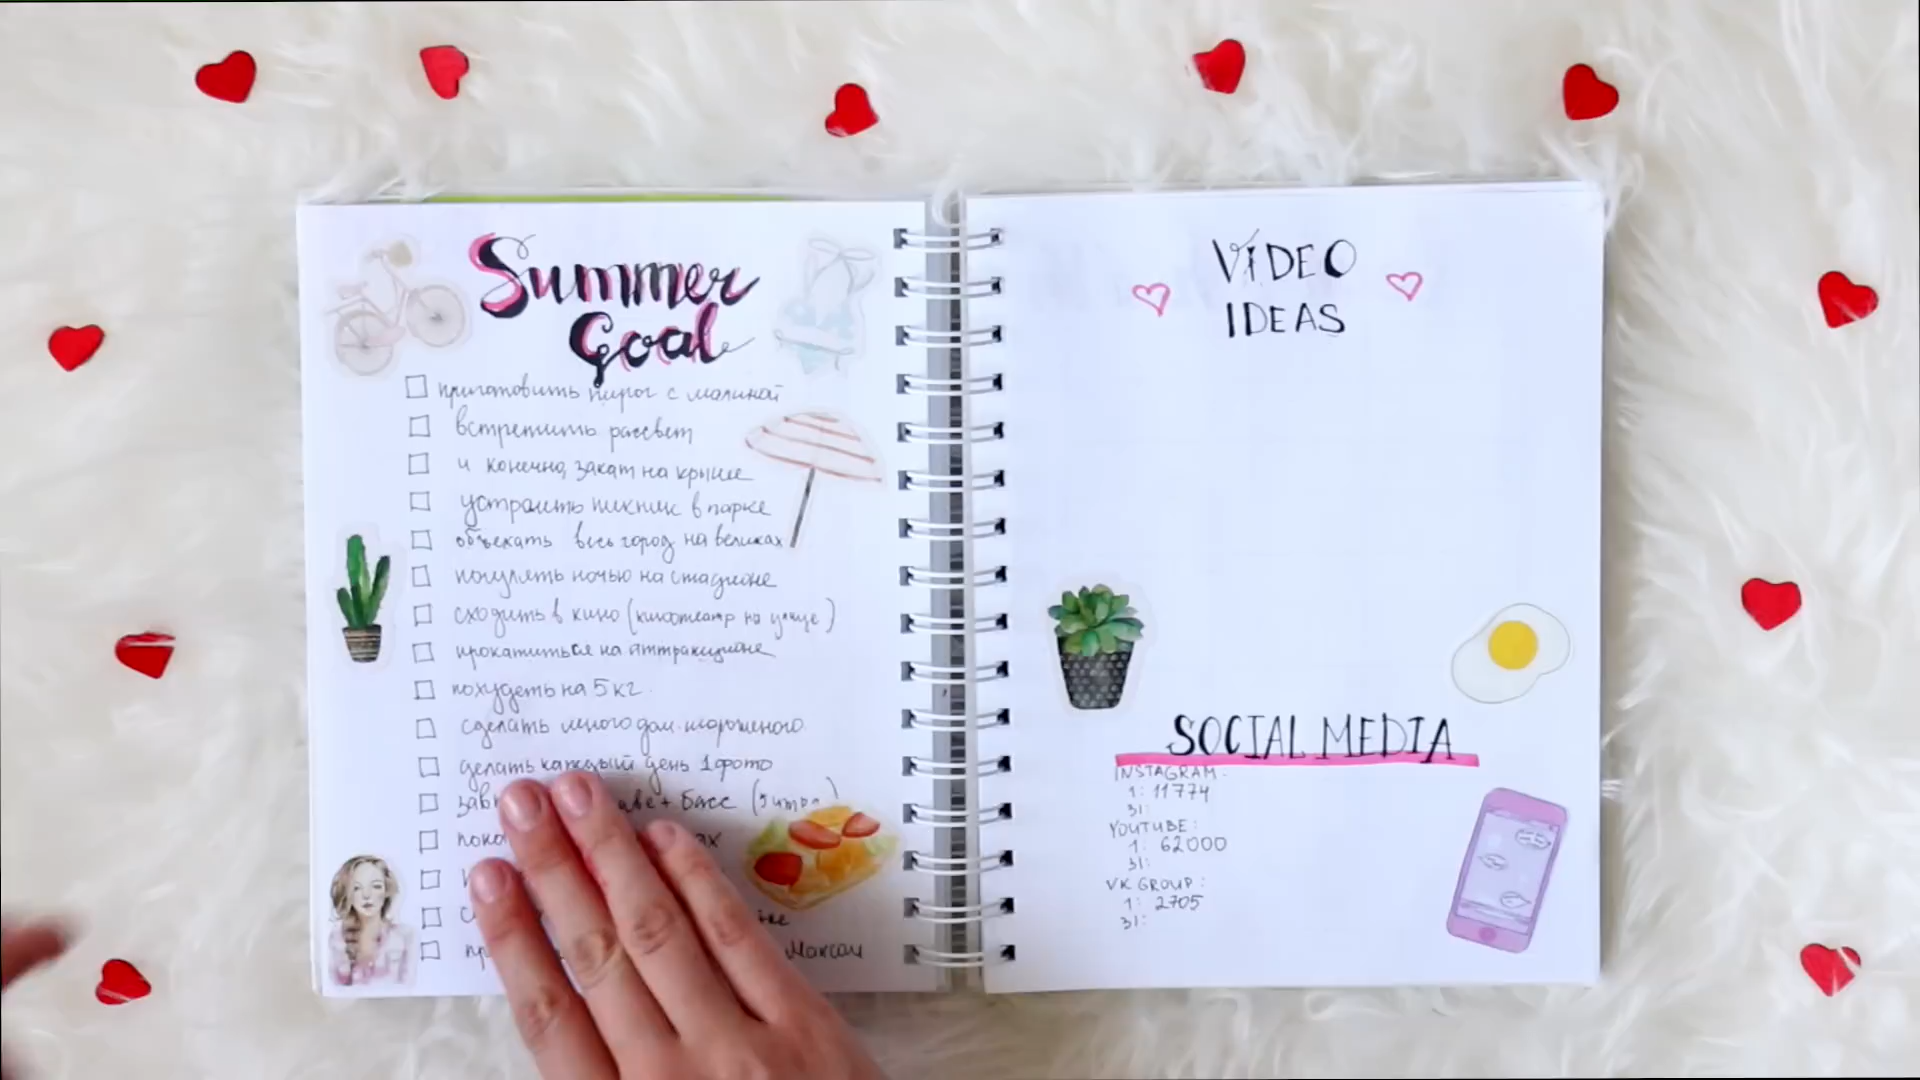 Summer
Goal
приготовить пирог с малиной
встретить рассвет
и конечно, закат на крыше
устроить пикник в парке
объехать весь город на великах
погулять ночью на стадионе
сходить в кино (кинотеатр на улице)
прокатиться на аттракционе
похудеть на 5 кг.
сделать много дом. мороженого
делать каждый день 1 фото
+ басс
Максом
VIDEO
IDEAS
SOCIAL MEDIA
INSTAGRAM:
1: 11774
31:
YOUTUBE:
1: 62000
31:
VK GROUP:
1: 2705
31: